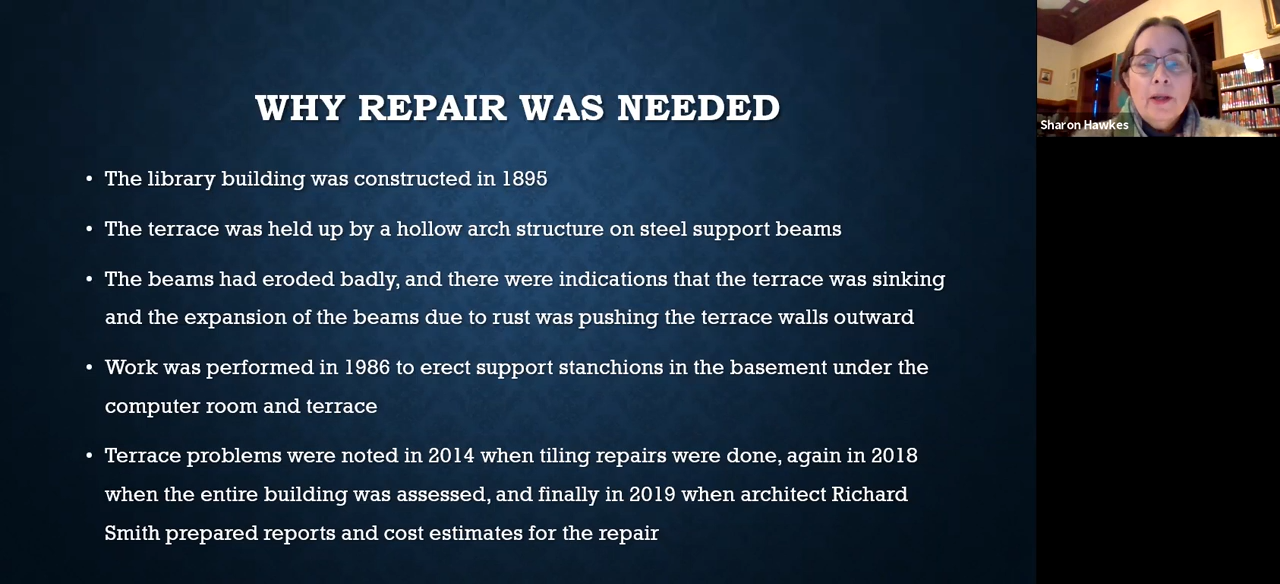 WHY REPAIR WAS NEEDED
• The library building was constructed in 1895
• The terrace was held up by a hollow arch structure on steel support beams
• The beams had eroded badly, and there were indications that the terrace was sinking
and the expansion of the beams due to rust was pushing the terrace walls outward
• Work was performed in 1986 to erect support stanchions in the basement under the
computer room and terrace
• Terrace problems were noted in 2014 when tiling repairs were done, again in 2018
when the entire building was assessed, and finally in 2019 when architect Richard
Smith prepared reports and cost estimates for the repair
Sharon Hawkes